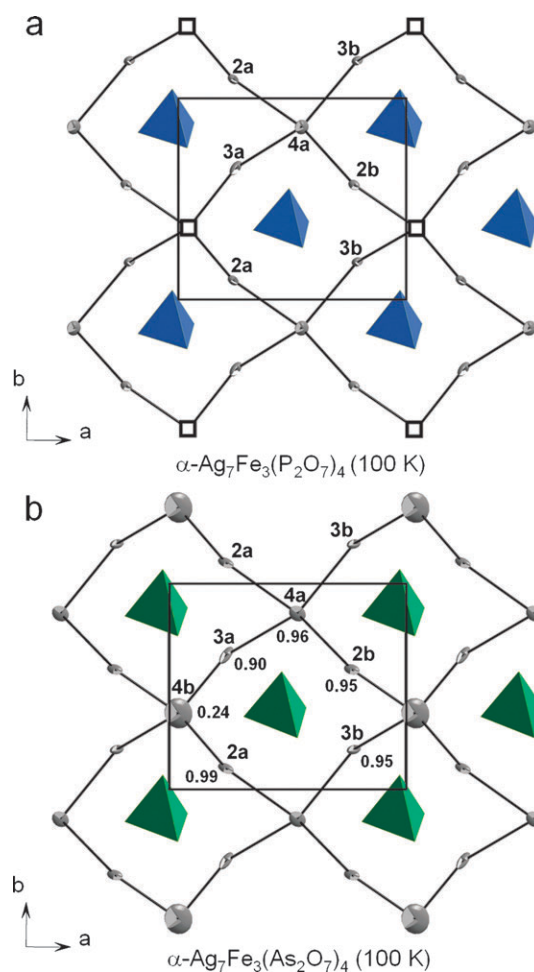 a
2a
3b
4a
3a
2b
2a
3b
b
a
α-Ag₇Fe₃(P₂O₇)₄ (100 K)
b
2a
3b
4a
3a
0.96
0.90
2b
4b
0.95
0.24
3b
2a
0.99
0.95
b
a
α-Ag₇Fe₃(As₂O₇)₄ (100 K)